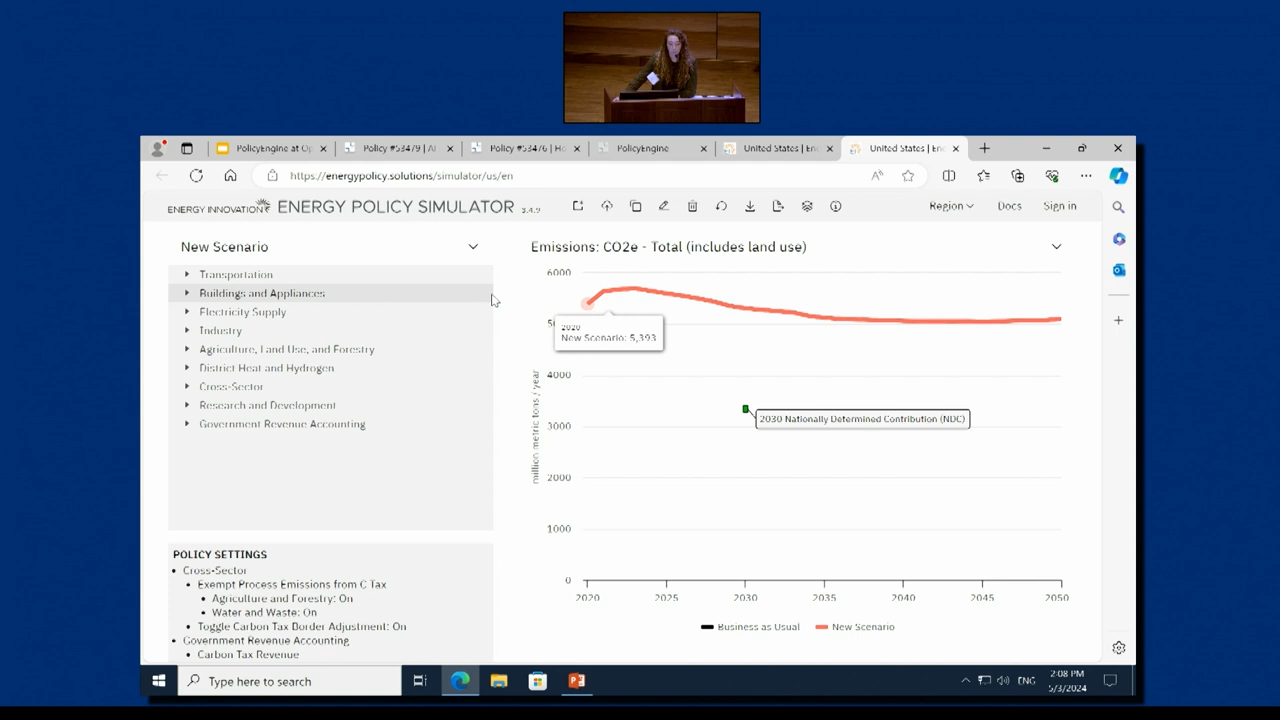 PolicyEngine at Op
Policy #53479 | Al
Policy #53476 | Ho
PolicyEngine
United States | En
United States | En
https://energypolicy.solutions/simulator/us/en
ENERGY INNOVATION ENERGY POLICY SIMULATOR 3.4.9
Region
Docs
Sign in
New Scenario
Transportation
Buildings and Appliances
Electricity Supply
Industry
Agriculture, Land Use, and Forestry
District Heat and Hydrogen
Cross-Sector
Research and Development
Government Revenue Accounting
POLICY SETTINGS
Cross-Sector
Exempt Process Emissions from C Tax
Agriculture and Forestry: On
Water and Waste: On
Toggle Carbon Tax Border Adjustment: On
Government Revenue Accounting
Carbon Tax Revenue
Emissions: CO2e - Total (includes land use)
6000
4000
3000
2000
1000
0
million metric tons / year
2020
New Scenario: 5,393
2030 Nationally Determined Contribution (NDC)
2020 2025 2030 2035 2040 2045 2050
Business as Usual
New Scenario
Type here to search
ENG
2:08 PM
5/3/2024